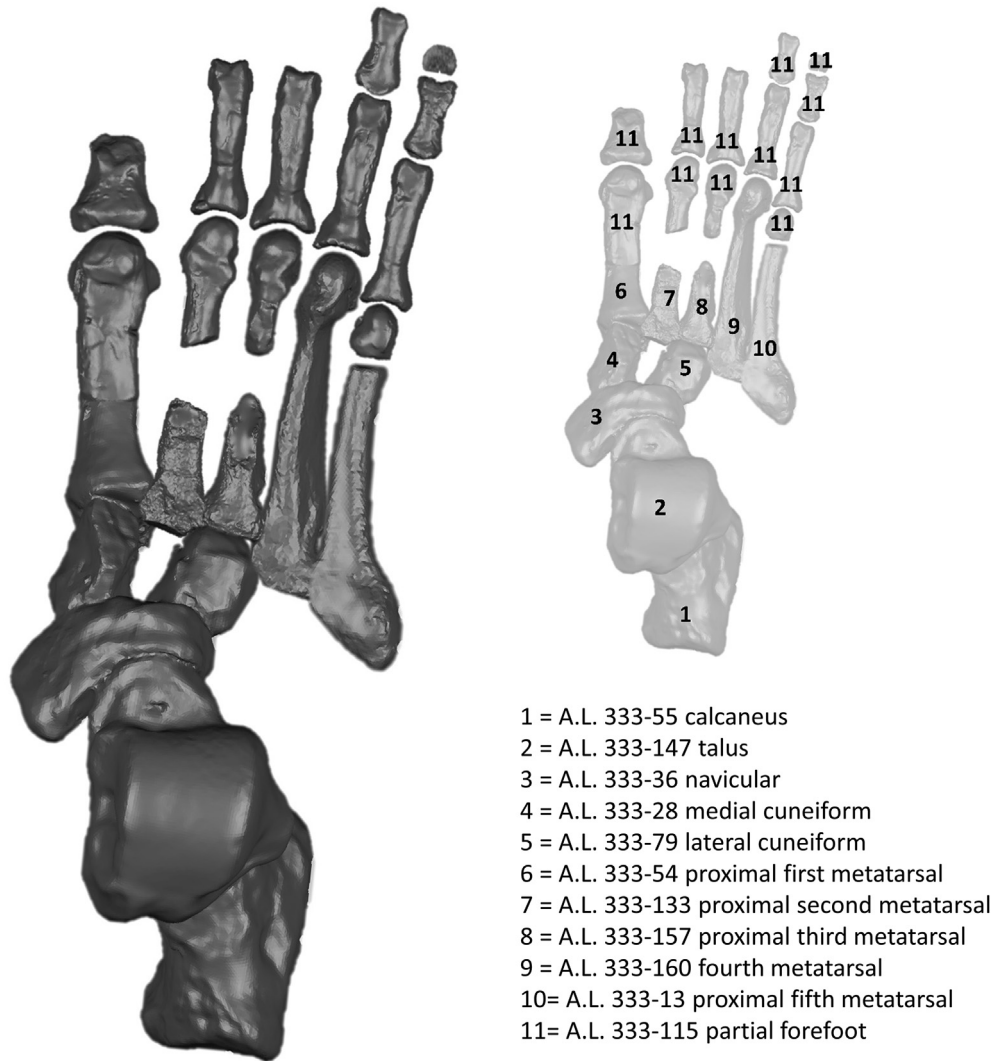 11 11
11
11 11 11
11
11
11 11 11
11
11
6
7
8
9
10
4
5
3
2
1
1 = A.L. 333-55 calcaneus
2 = A.L. 333-147 talus
3 = A.L. 333-36 navicular
4 = A.L. 333-28 medial cuneiform
5 = A.L. 333-79 lateral cuneiform
6 = A.L. 333-54 proximal first metatarsal
7 = A.L. 333-133 proximal second metatarsal
8 = A.L. 333-157 proximal third metatarsal
9 = A.L. 333-160 fourth metatarsal
10= A.L. 333-13 proximal fifth metatarsal
11= A.L. 333-115 partial forefoot